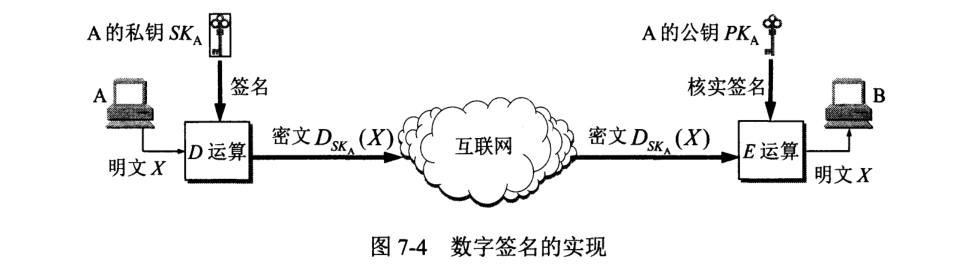 A 的私钥 SK_A
A 的公钥 PK_A
签名
核实签名
A
B
密文 D_{SK_A}(X)
互联网
密文 D_{SK_A}(X)
D 运算
E 运算
明文 X
明文 X
图 7-4 数字签名的实现